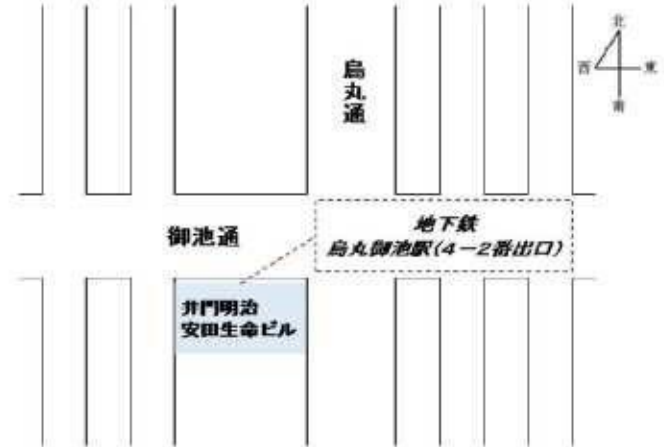 北
西
東
南
烏丸通
御池通
地下鉄
烏丸御池駅(4－2番出口)
井門明治
安田生命ビル